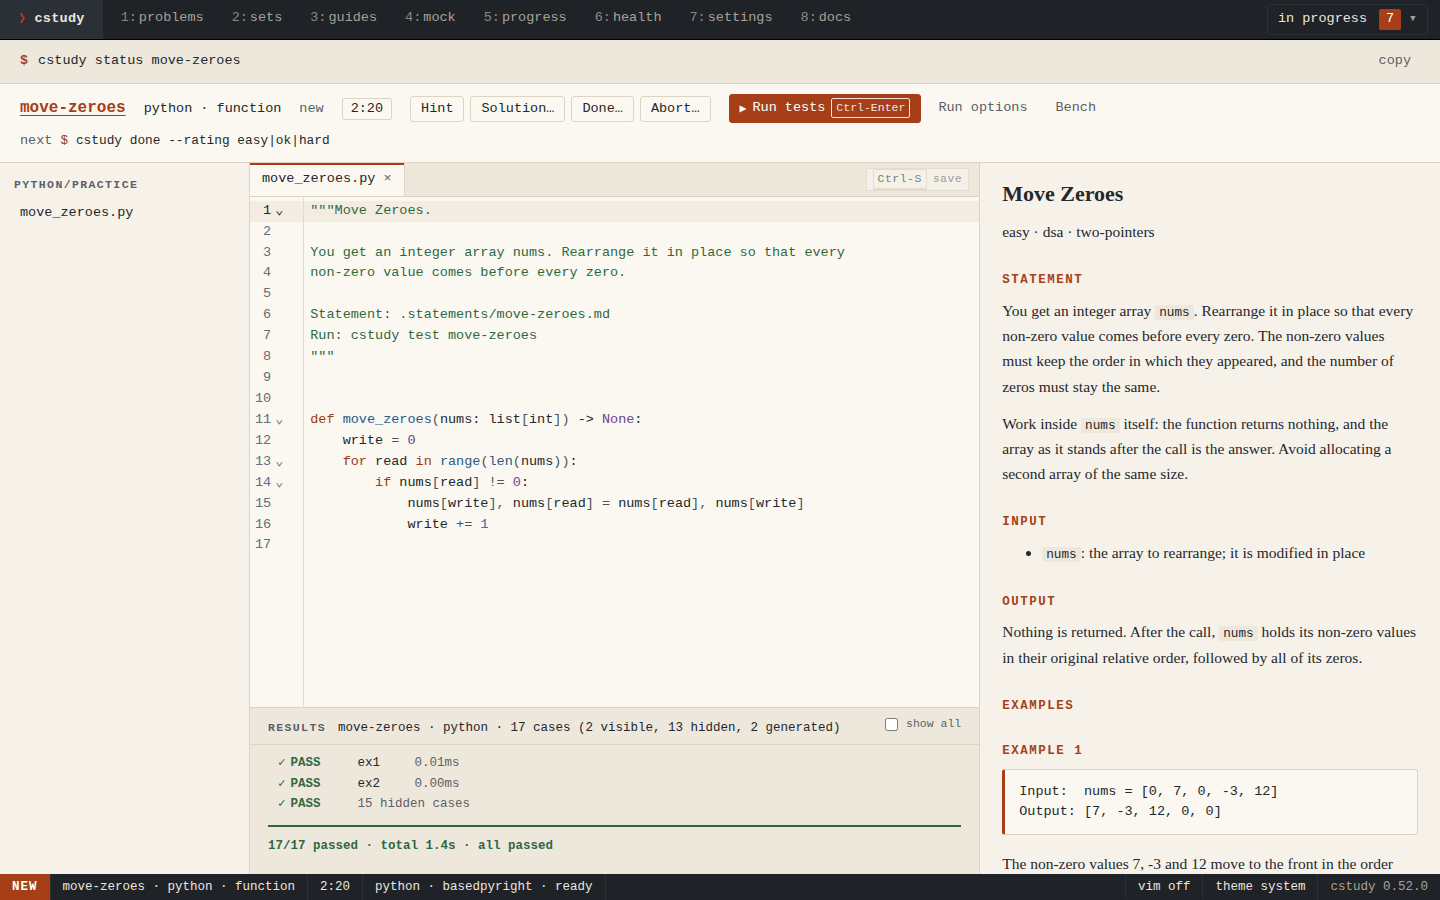 ❯ cstudy 1:problems 2:sets 3:guides 4:mock 5:progress 6:health 7:settings 8:docs in progress 7 ▼
$ cstudy status move-zeroes copy
move-zeroes python · function new 2:20 Hint Solution… Done… Abort… ▶ Run tests Ctrl-Enter Run options Bench
next $ cstudy done --rating easy|ok|hard
PYTHON/PRACTICE
move_zeroes.py
move_zeroes.py × Ctrl-S save
1 """Move Zeroes.
2
3 You get an integer array nums. Rearrange it in place so that every
4 non-zero value comes before every zero.
5
6 Statement: .statements/move-zeroes.md
7 Run: cstudy test move-zeroes
8 """
9
10
11 def move_zeroes(nums: list[int]) -> None:
12 write = 0
13 for read in range(len(nums)):
14 if nums[read] != 0:
15 nums[write], nums[read] = nums[read], nums[write]
16 write += 1
17
RESULTS move-zeroes · python · 17 cases (2 visible, 13 hidden, 2 generated) show all
✓ PASS ex1 0.01ms
✓ PASS ex2 0.00ms
✓ PASS 15 hidden cases
17/17 passed · total 1.4s · all passed
Move Zeroes
easy · dsa · two-pointers
STATEMENT
You get an integer array nums. Rearrange it in place so that every
non-zero value comes before every zero. The non-zero values
must keep the order in which they appeared, and the number of
zeros must stay the same.
Work inside nums itself: the function returns nothing, and the
array as it stands after the call is the answer. Avoid allocating a
second array of the same size.
INPUT
• nums: the array to rearrange; it is modified in place
OUTPUT
Nothing is returned. After the call, nums holds its non-zero values
in their original relative order, followed by all of its zeros.
EXAMPLES
EXAMPLE 1
Input: nums = [0, 7, 0, -3, 12]
Output: [7, -3, 12, 0, 0]
The non-zero values 7, -3 and 12 move to the front in the order
NEW move-zeroes · python · function 2:20 python · basedpyright · ready vim off theme system cstudy 0.52.0